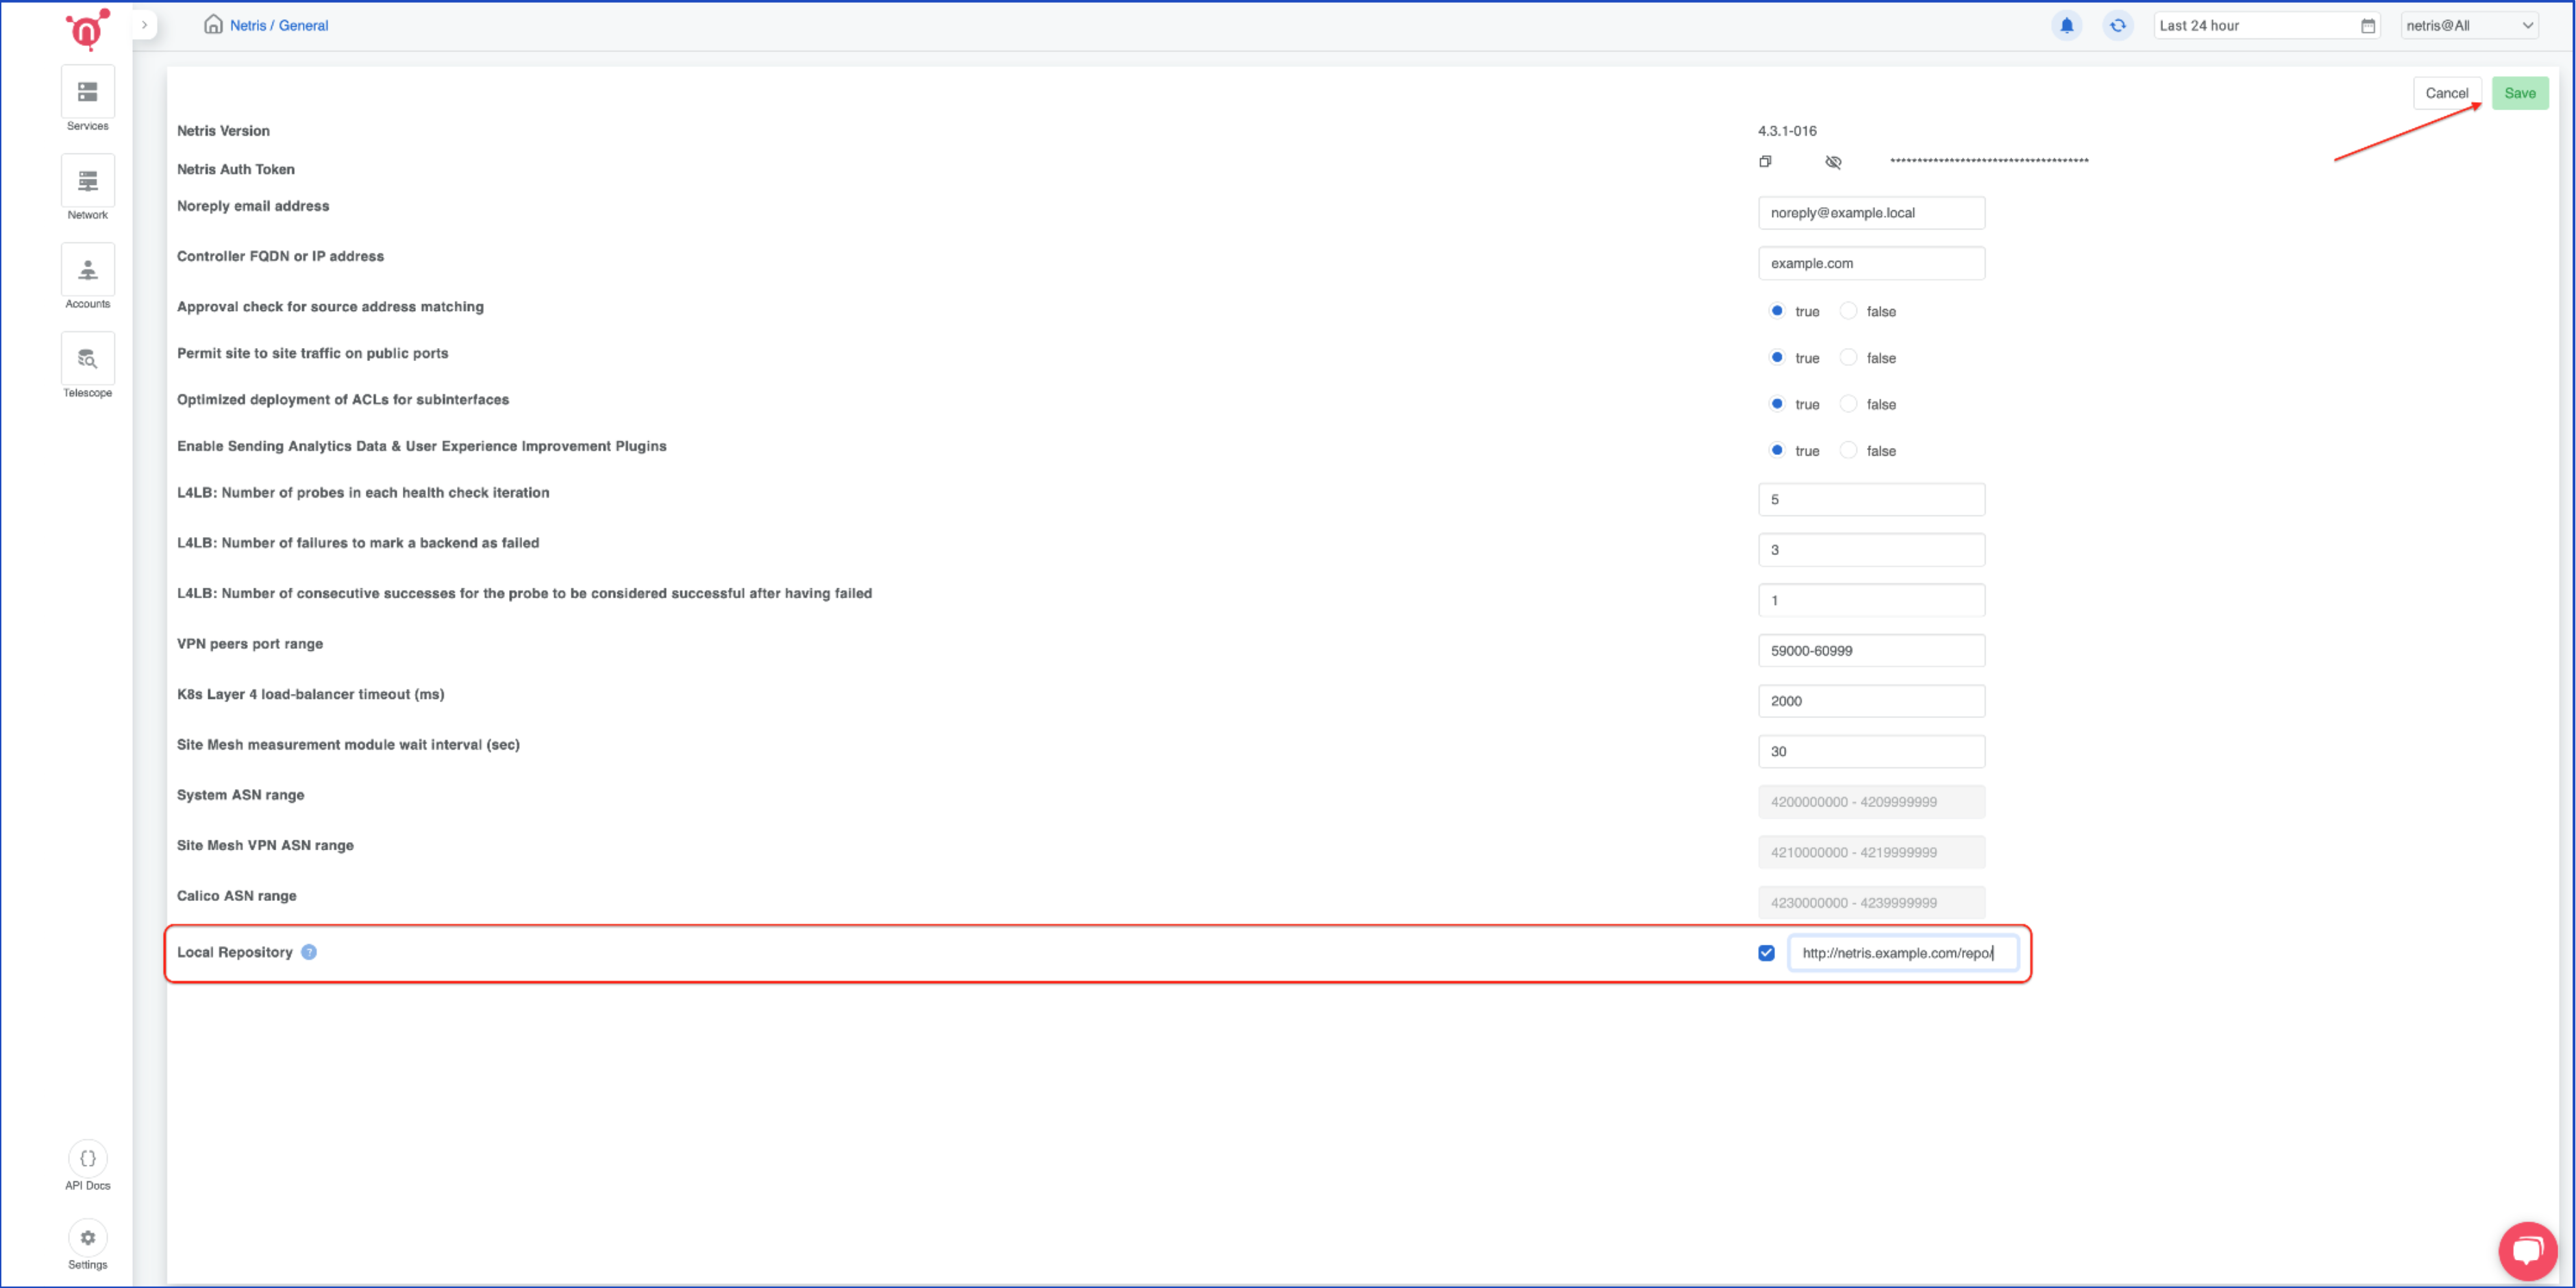 Netris / General
Last 24 hour
netris@All
Services
Network
Accounts
Telescope
API Docs
Settings
Cancel
Save
Netris Version
4.3.1-016
Netris Auth Token
*************************************
Noreply email address
noreply@example.local
Controller FQDN or IP address
example.com
Approval check for source address matching
true false
Permit site to site traffic on public ports
true false
Optimized deployment of ACLs for subinterfaces
true false
Enable Sending Analytics Data & User Experience Improvement Plugins
true false
L4LB: Number of probes in each health check iteration
5
L4LB: Number of failures to mark a backend as failed
3
L4LB: Number of consecutive successes for the probe to be considered successful after having failed
1
VPN peers port range
59000-60999
K8s Layer 4 load-balancer timeout (ms)
2000
Site Mesh measurement module wait interval (sec)
30
System ASN range
4200000000 - 4209999999
Site Mesh VPN ASN range
4210000000 - 4219999999
Calico ASN range
4230000000 - 4239999999
Local Repository ?
http://netris.example.com/repo/